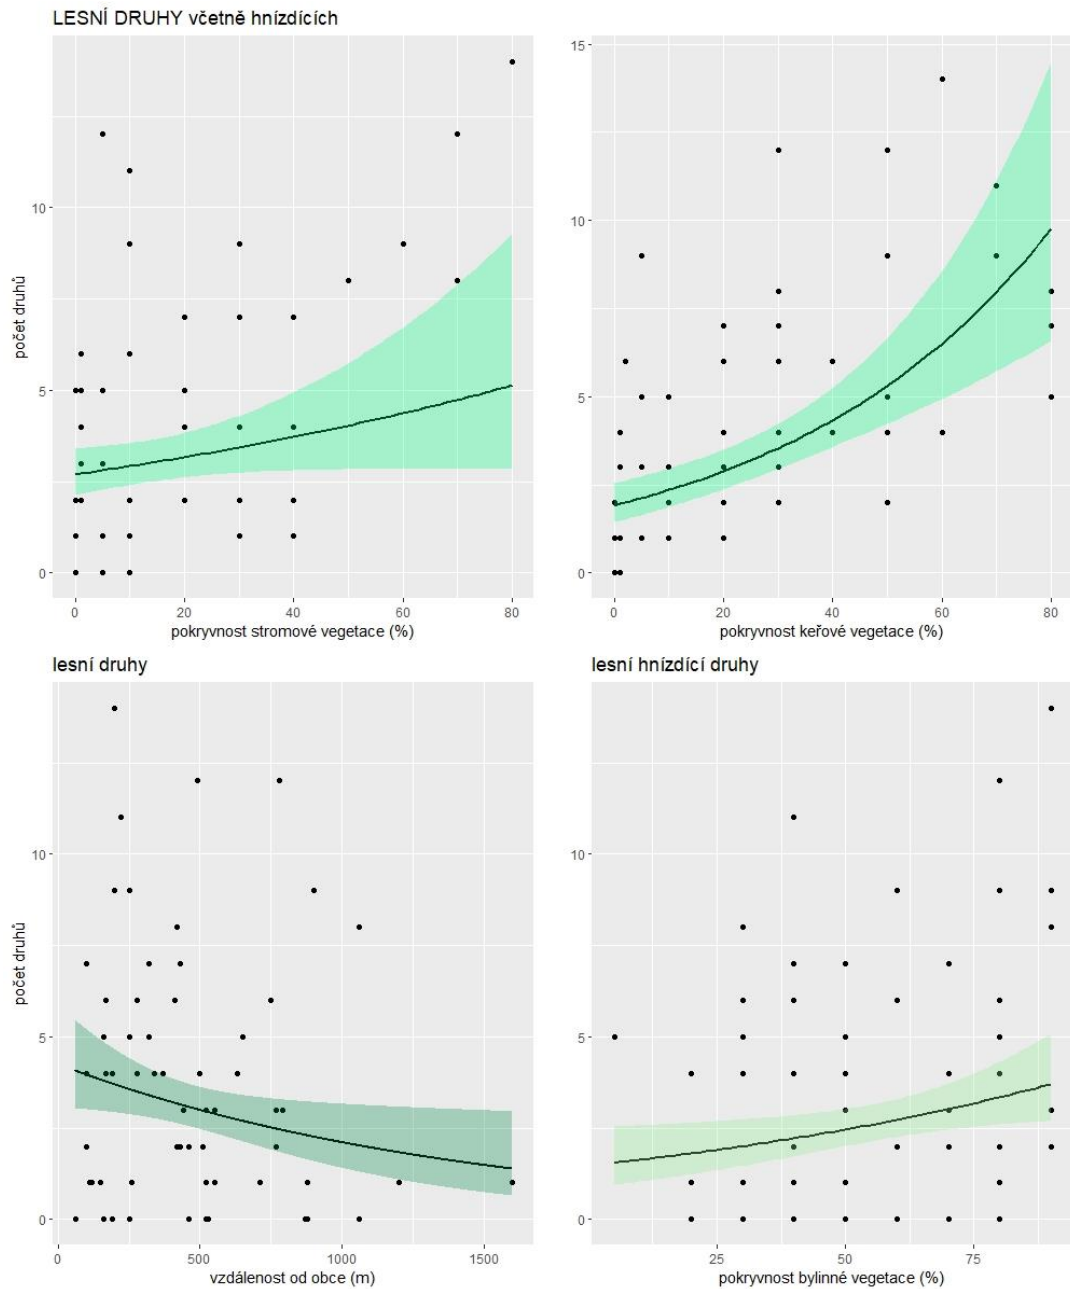 LESNÍ DRUHY včetně hnízdících
počet druhů
10
5
0
0 20 40 60 80
pokryvnost stromové vegetace (%)
15
10
5
0
0 20 40 60 80
pokryvnost keřové vegetace (%)
lesní druhy
počet druhů
10
5
0
0 500 1000 1500
vzdálenost od obce (m)
lesní hnízdící druhy
10
5
0
25 50 75
pokryvnost bylinné vegetace (%)